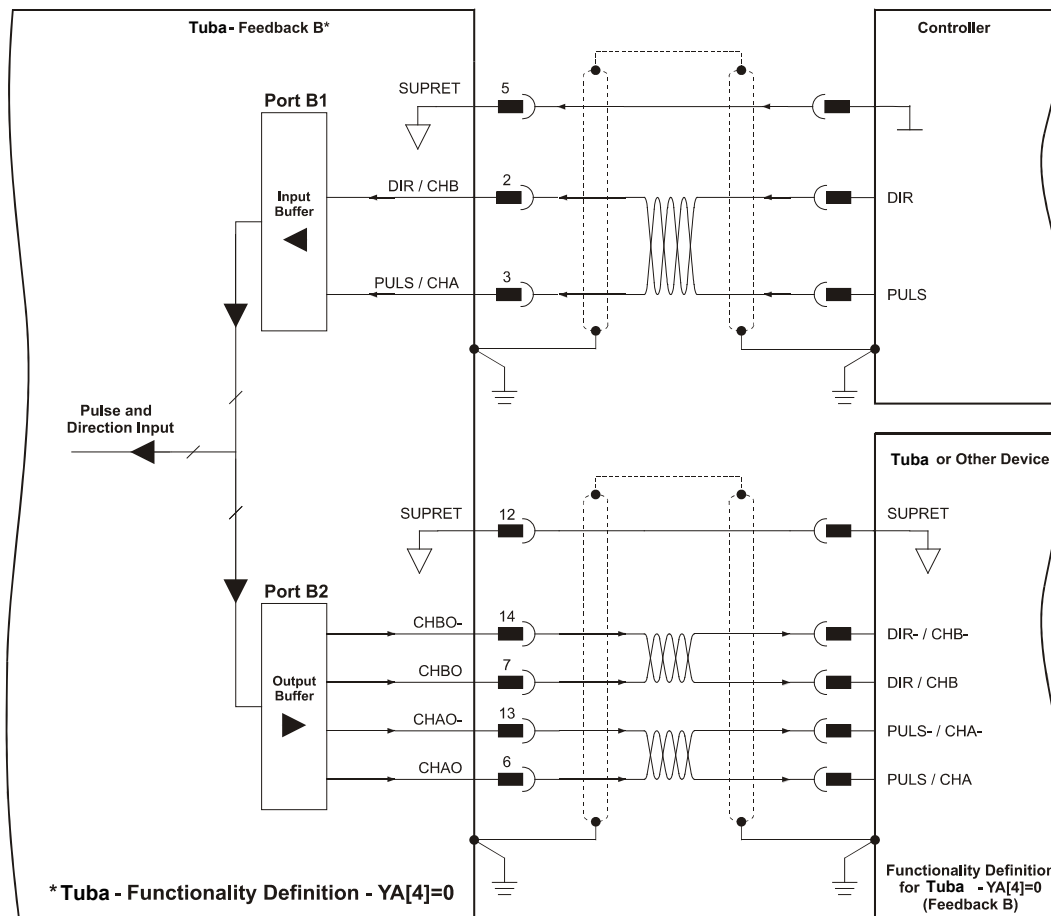 Tuba- Feedback B*
Controller
SUPRET
5
Port B1
DIR / CHB
2
DIR
Input
Buffer
PULS / CHA
3
PULS
Pulse and
Direction Input
Tuba or Other Device
SUPRET
12
SUPRET
Port B2
CHBO-
14
DIR- / CHB-
CHBO
7
DIR / CHB
Output
Buffer
CHAO-
13
PULS- / CHA-
CHAO
6
PULS / CHA
*Tuba - Functionality Definition - YA[4]=0
Functionality Definition
for Tuba - YA[4]=0
(Feedback B)